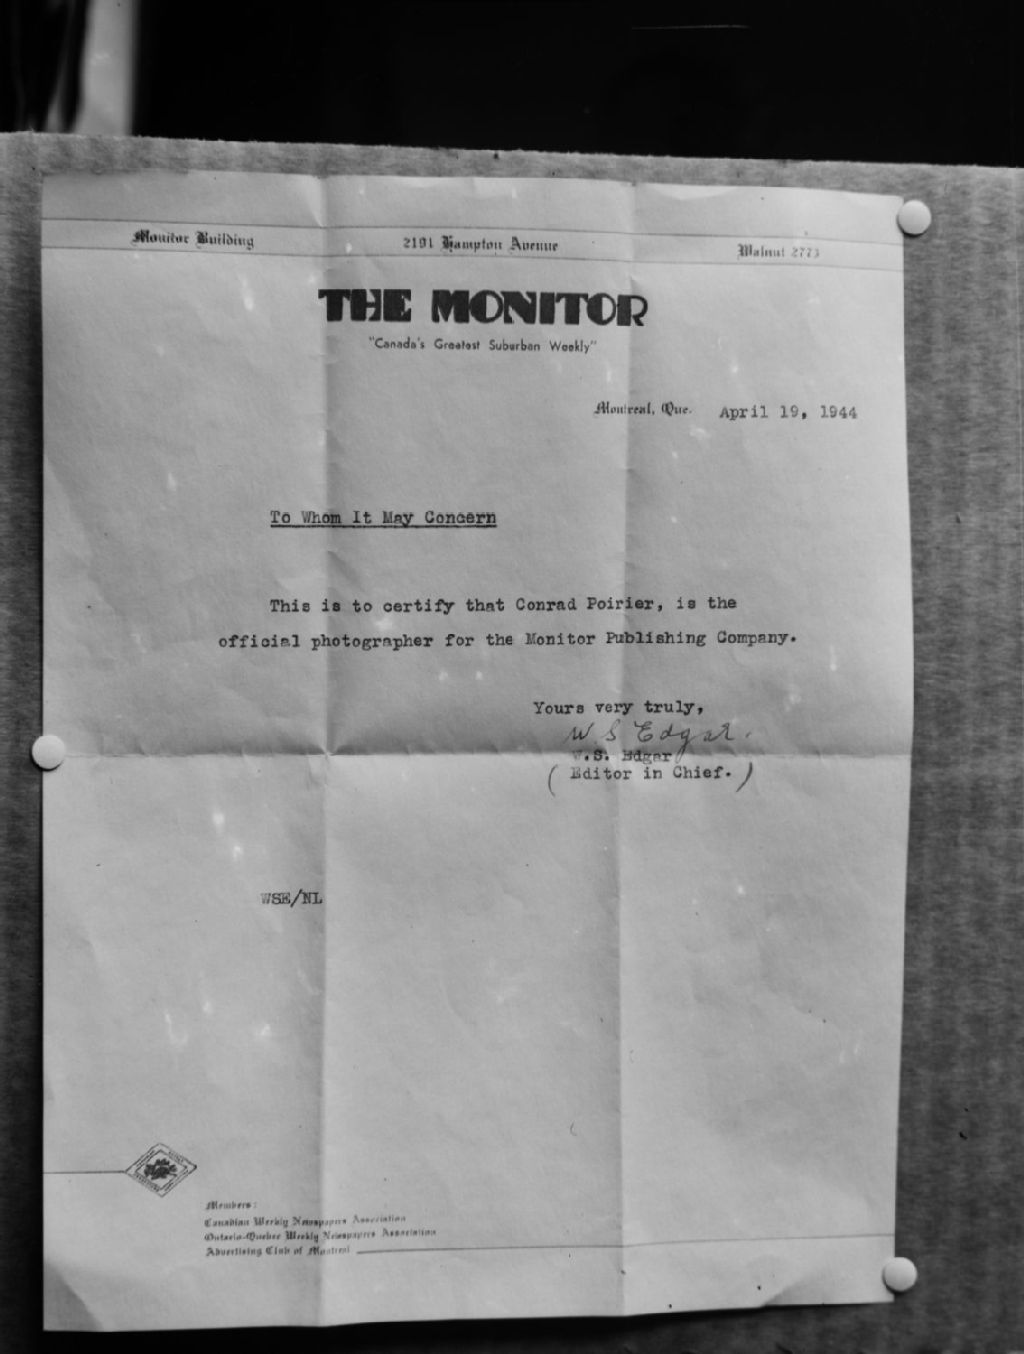 Monitor Building 2191 Hampton Avenue Walnut 2773
THE MONITOR
"Canada's Greatest Suburban Weekly"
Montreal, Que. April 19, 1944
To Whom It May Concern
This is to certify that Conrad Poirier, is the
official photographer for the Monitor Publishing Company.
Yours very truly,
W S Edgar.
W.S. Edgar
( Editor in Chief. )
WSE/NL
Members:
Canadian Weekly Newspapers Association
Ontario-Quebec Weekly Newspapers Association
Advertising Club of Montreal